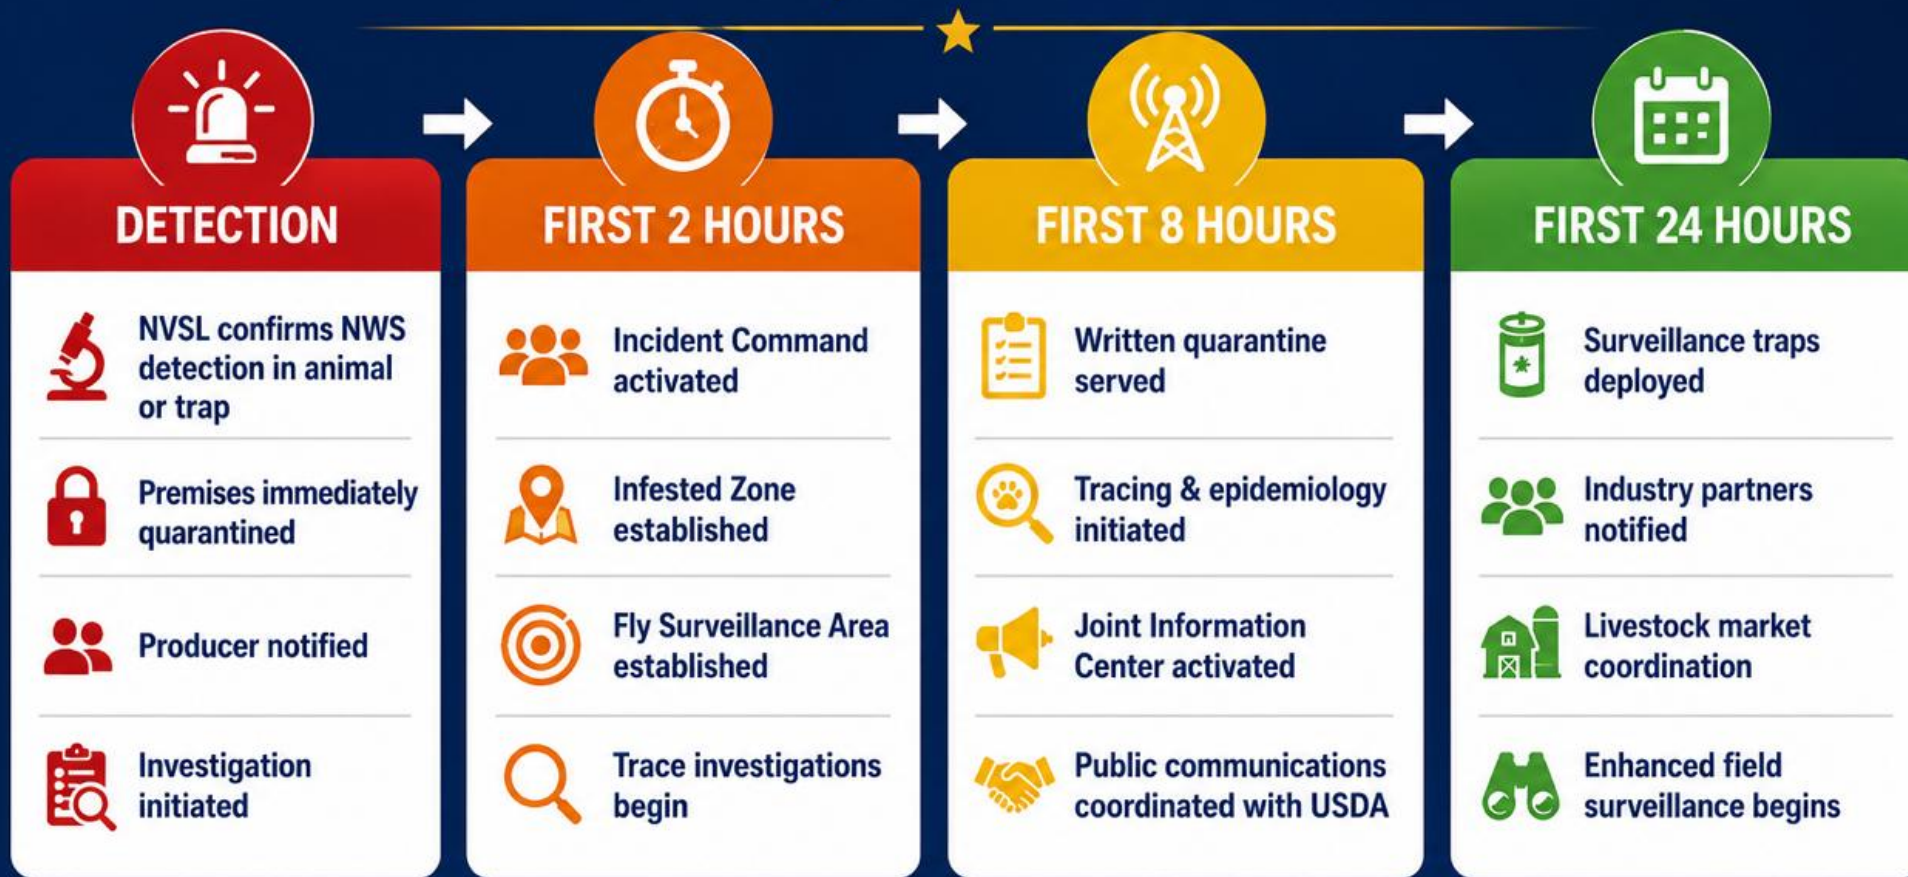 DETECTION
NVSL confirms NWS
detection in animal
or trap
Premises immediately
quarantined
Producer notified
Investigation
initiated
FIRST 2 HOURS
Incident Command
activated
Infested Zone
established
Fly Surveillance Area
established
Trace investigations
begin
FIRST 8 HOURS
Written quarantine
served
Tracing & epidemiology
initiated
Joint Information
Center activated
Public communications
coordinated with USDA
FIRST 24 HOURS
Surveillance traps
deployed
Industry partners
notified
Livestock market
coordination
Enhanced field
surveillance begins